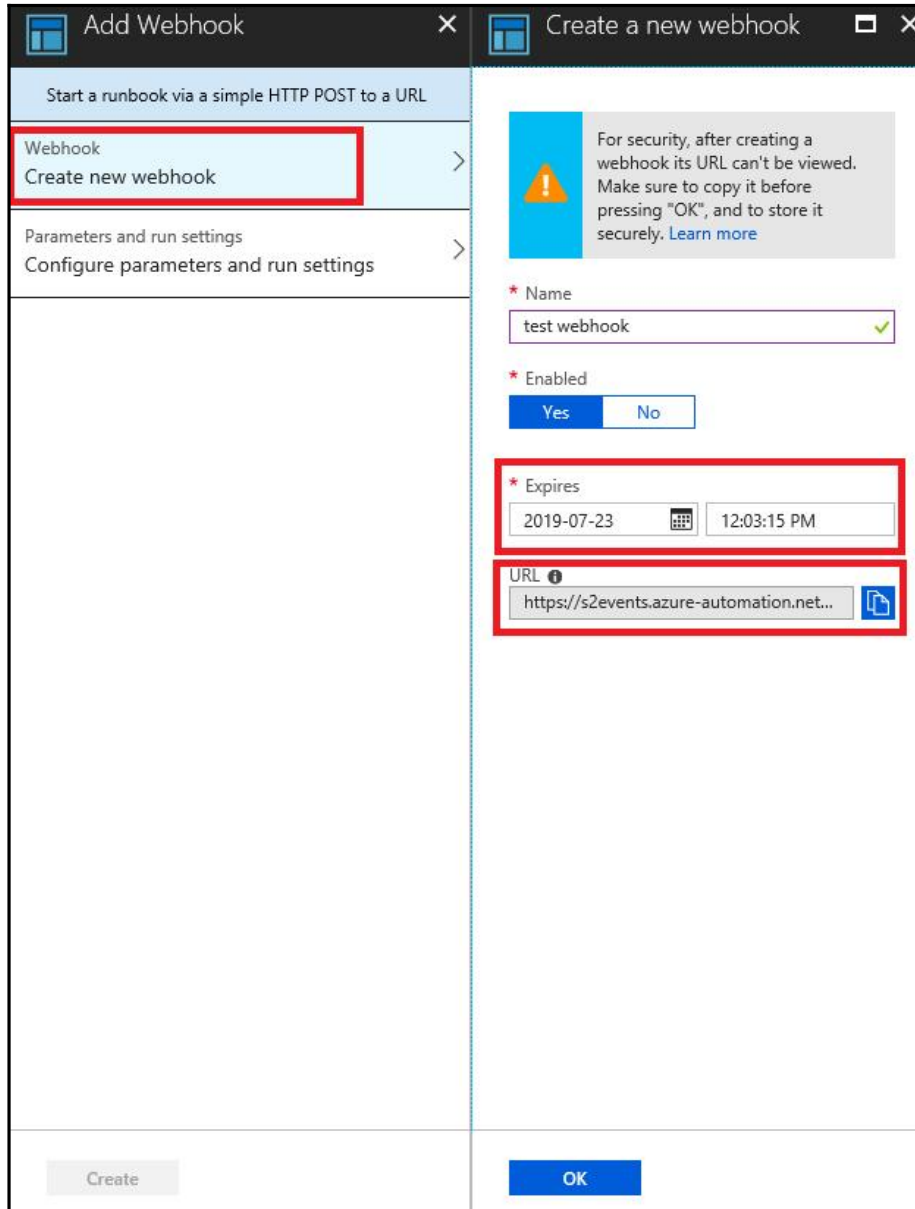 Add Webhook
Start a runbook via a simple HTTP POST to a URL
Webhook
Create new webhook
Parameters and run settings
Configure parameters and run settings
Create
Create a new webhook
For security, after creating a
webhook its URL can't be viewed.
Make sure to copy it before
pressing "OK", and to store it
securely. Learn more
* Name
test webhook
* Enabled
Yes No
* Expires
2019-07-23 12:03:15 PM
URL
https://s2events.azure-automation.net...
OK